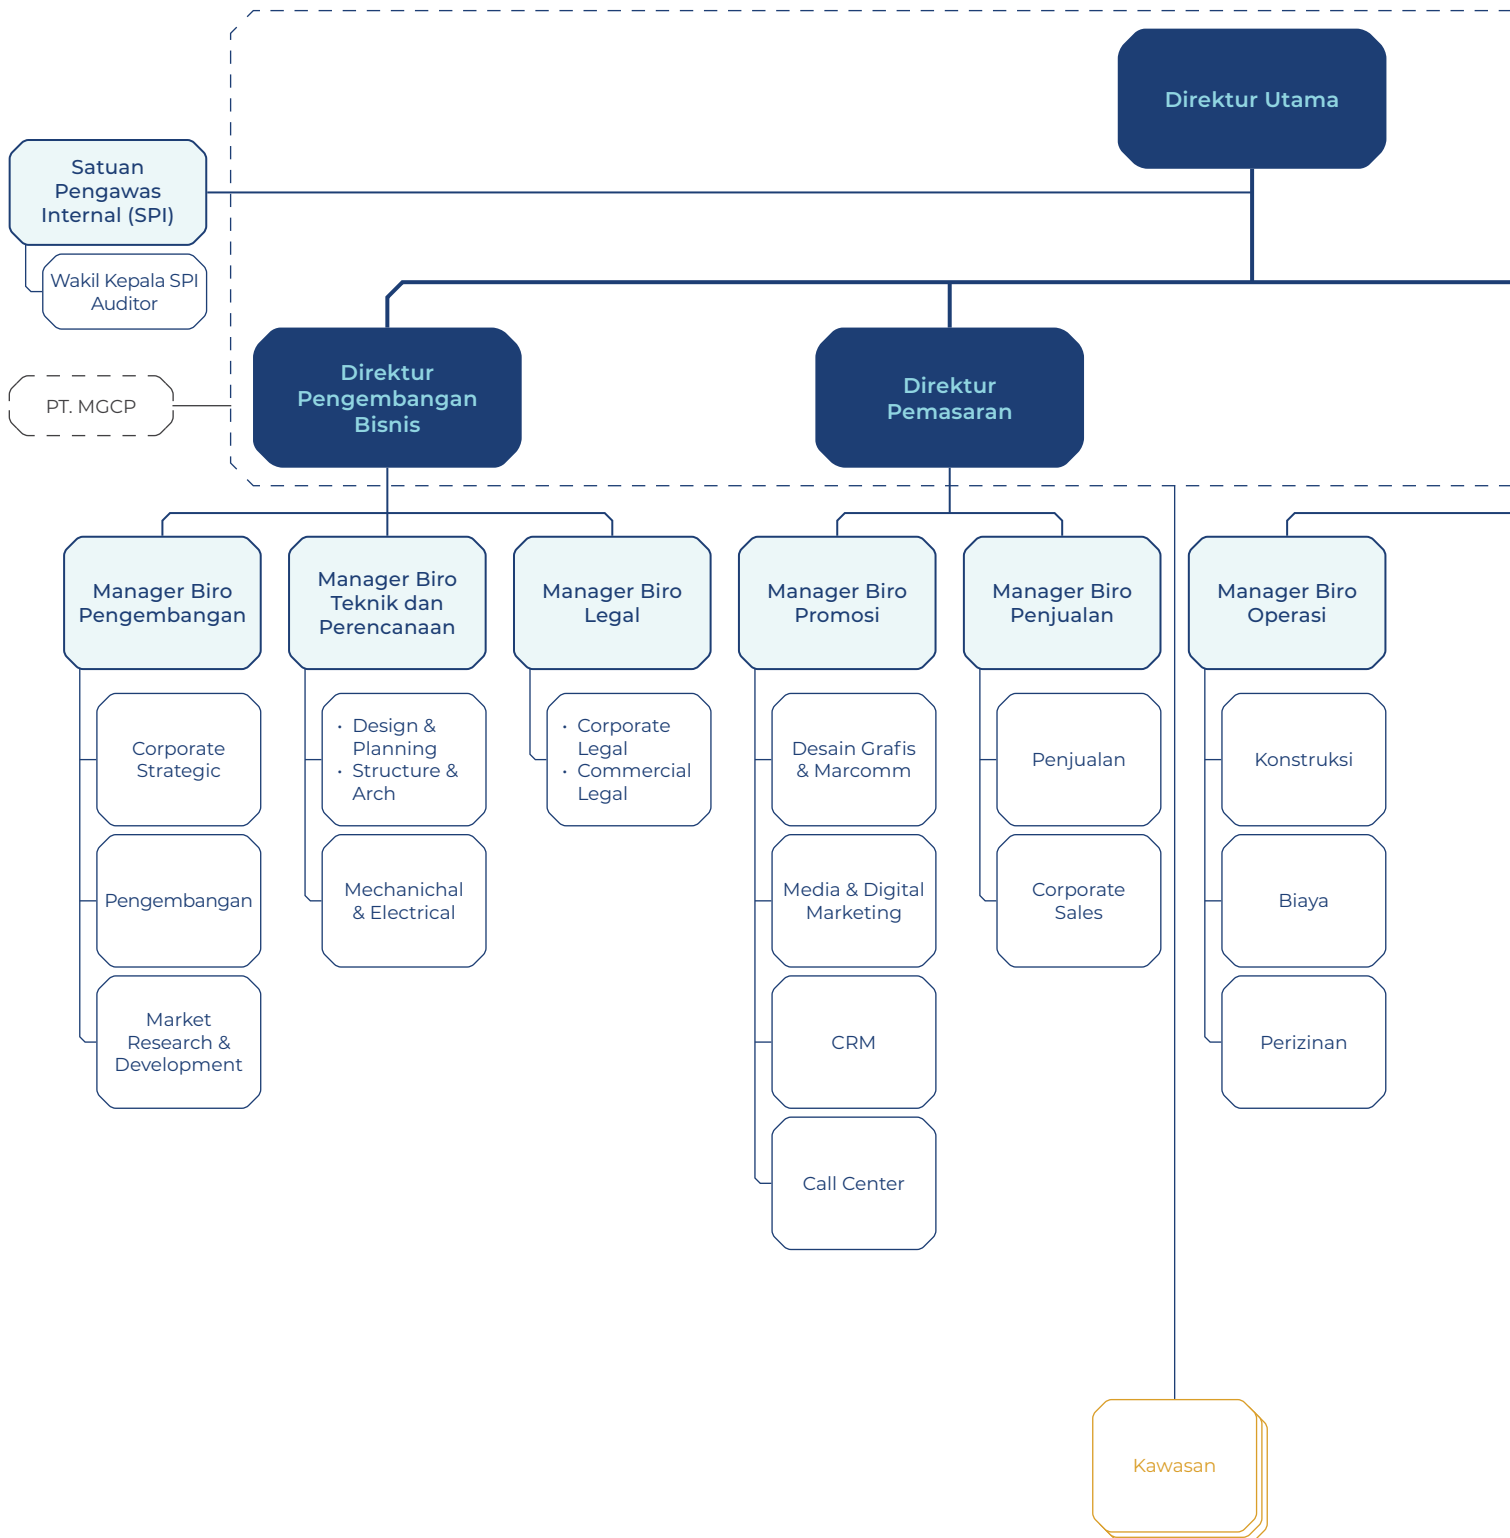 Direktur Utama
Satuan
Pengawas
Internal (SPI)
Wakil Kepala SPI
Auditor
PT. MGCP
Direktur
Pengembangan
Bisnis
Direktur
Pemasaran
Manager Biro
Pengembangan
Manager Biro
Teknik dan
Perencanaan
Manager Biro
Legal
Manager Biro
Promosi
Manager Biro
Penjualan
Manager Biro
Operasi
Corporate
Strategic
• Design &
Planning
• Structure &
Arch
• Corporate
Legal
• Commercial
Legal
Desain Grafis
& Marcomm
Penjualan
Konstruksi
Pengembangan
Mechanichal
& Electrical
Media & Digital
Marketing
Corporate
Sales
Biaya
Market
Research &
Development
CRM
Perizinan
Call Center
Kawasan